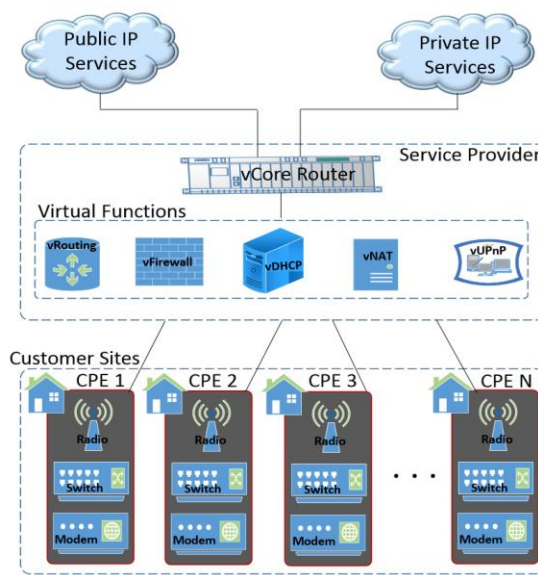 Public IP
Services
Private IP
Services
Service Provider
vCore Router
Virtual Functions
vRouting
vFirewall
vDHCP
vNAT
vUPnP
Customer Sites
CPE 1
CPE 2
CPE 3
CPE N
Radio
Radio
Radio
Radio
. . .
Switch
Switch
Switch
Switch
Modem
Modem
Modem
Modem